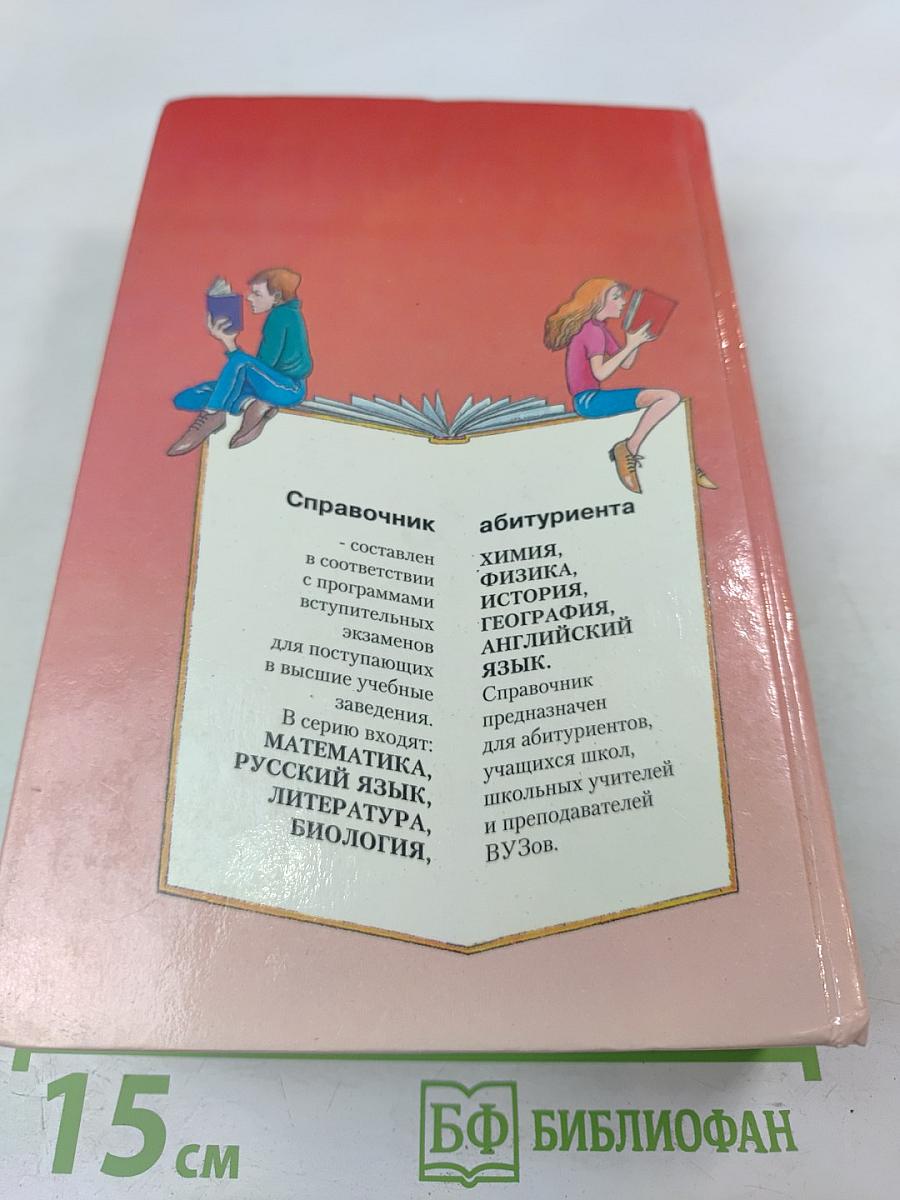 Справочник
- составлен
в соответствии
с программами
вступительных
экзаменов
для поступающих
в высшие учебные
заведения.
В серию входят:
МАТЕМАТИКА,
РУССКИЙ ЯЗЫК,
ЛИТЕРАТУРА,
БИОЛОГИЯ,
абитуриента
ХИМИЯ,
ФИЗИКА,
ИСТОРИЯ,
ГЕОГРАФИЯ,
АНГЛИЙСКИЙ
ЯЗЫК.
Справочник
предназначен
для абитуриентов,
учащихся школ,
школьных учителей
и преподавателей
ВУЗов.
15 см
БФ БИБЛИОФАН